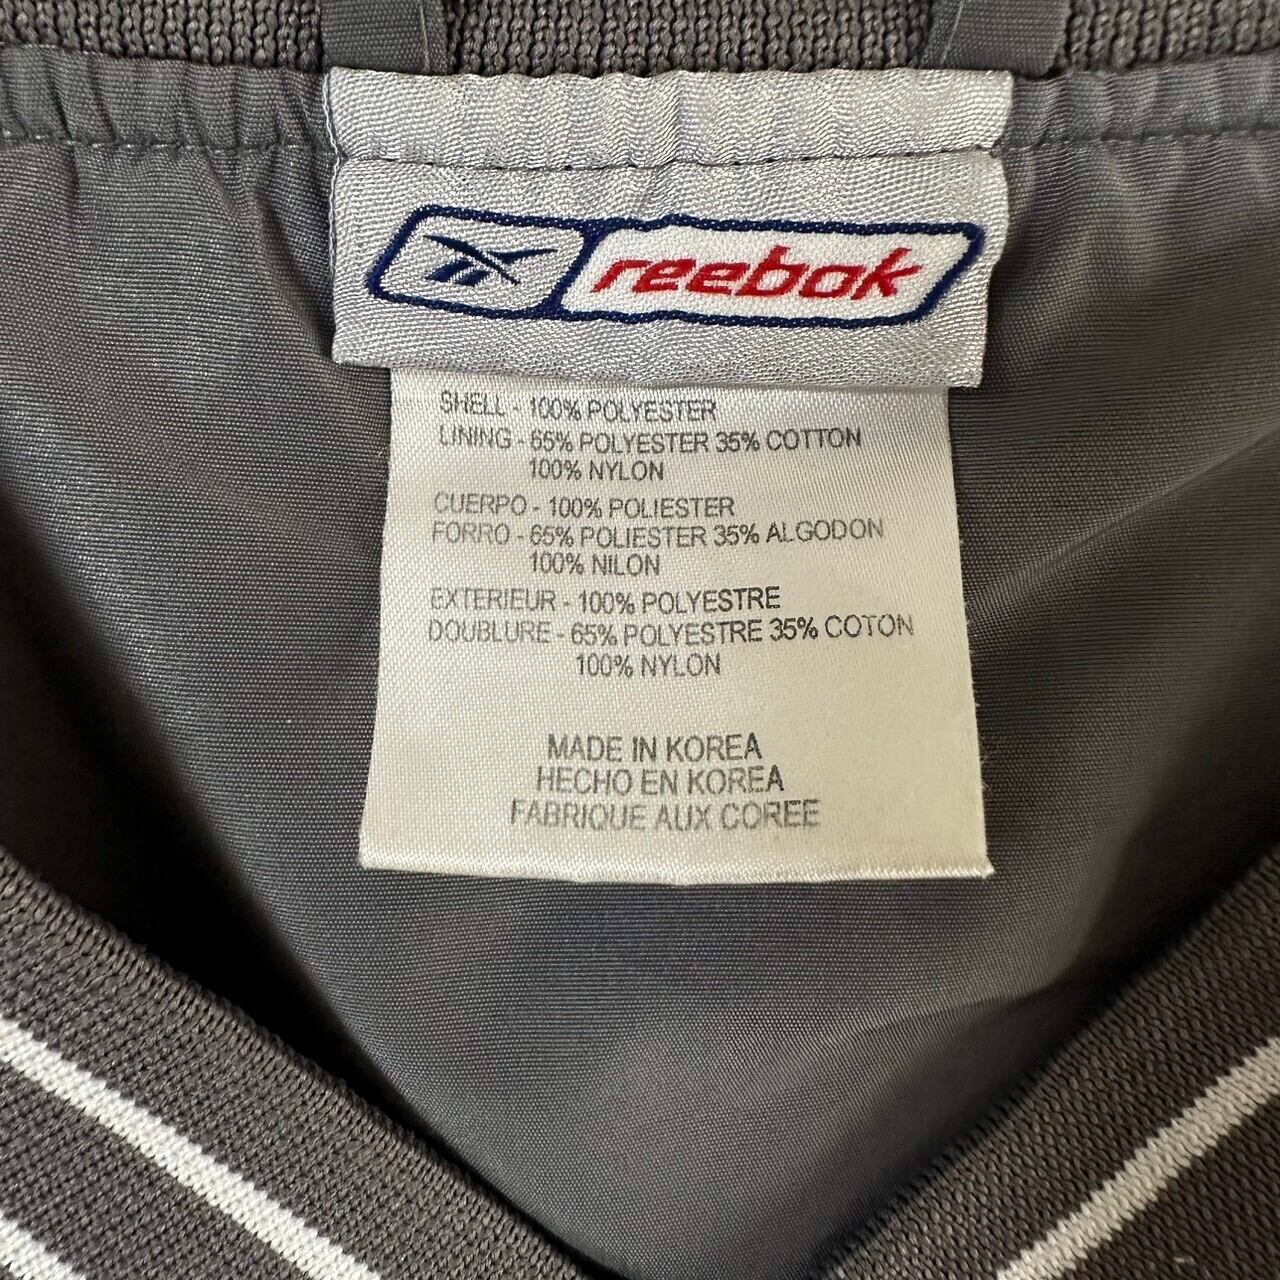 reebok
SHELL - 100% POLYESTER
LINING - 65% POLYESTER 35% COTTON
100% NYLON
CUERPO - 100% POLIESTER
FORRO - 65% POLIESTER 35% ALGODON
100% NILON
EXTERIEUR - 100% POLYESTRE
DOUBLURE - 65% POLYESTRE 35% COTON
100% NYLON
MADE IN KOREA
HECHO EN KOREA
FABRIQUE AUX COREE